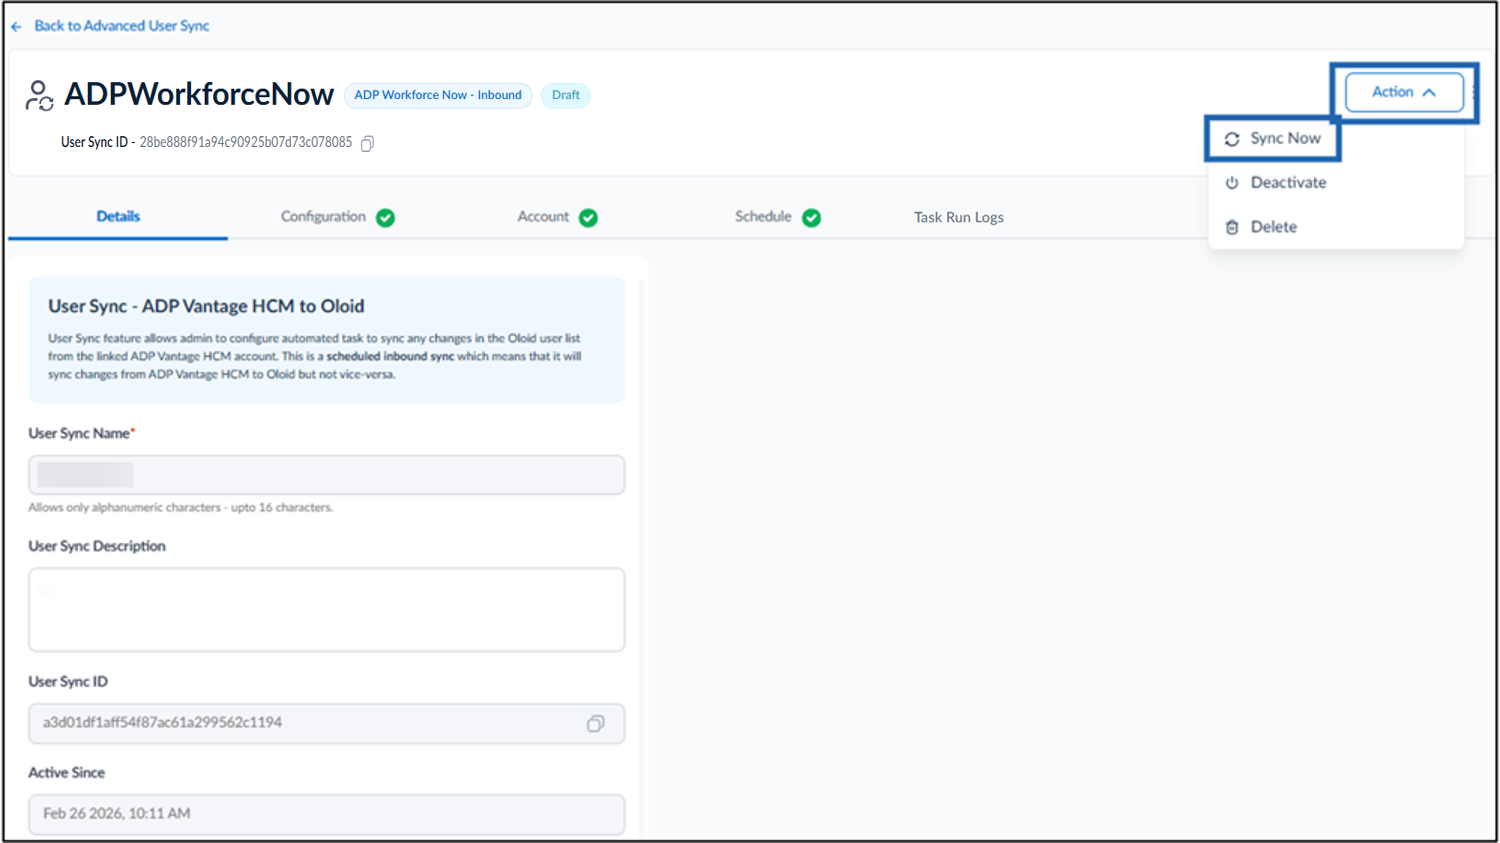 Back to Advanced User Sync
ADPWorkforceNow
ADP Workforce Now - Inbound
Draft
Action
User Sync ID - 28be888f91a94c90925b07d73c078085
Sync Now
Deactivate
Delete
Details
Configuration
Account
Schedule
Task Run Logs
User Sync - ADP Vantage HCM to Oloid
User Sync feature allows admin to configure automated task to sync any changes in the Oloid user list
from the linked ADP Vantage HCM account. This is a scheduled inbound sync which means that it will
sync changes from ADP Vantage HCM to Oloid but not vice-versa.
User Sync Name*
Allows only alphanumeric characters - upto 16 characters.
User Sync Description
User Sync ID
a3d01df1aff54f87ac61a299562c1194
Active Since
Feb 26 2026, 10:11 AM